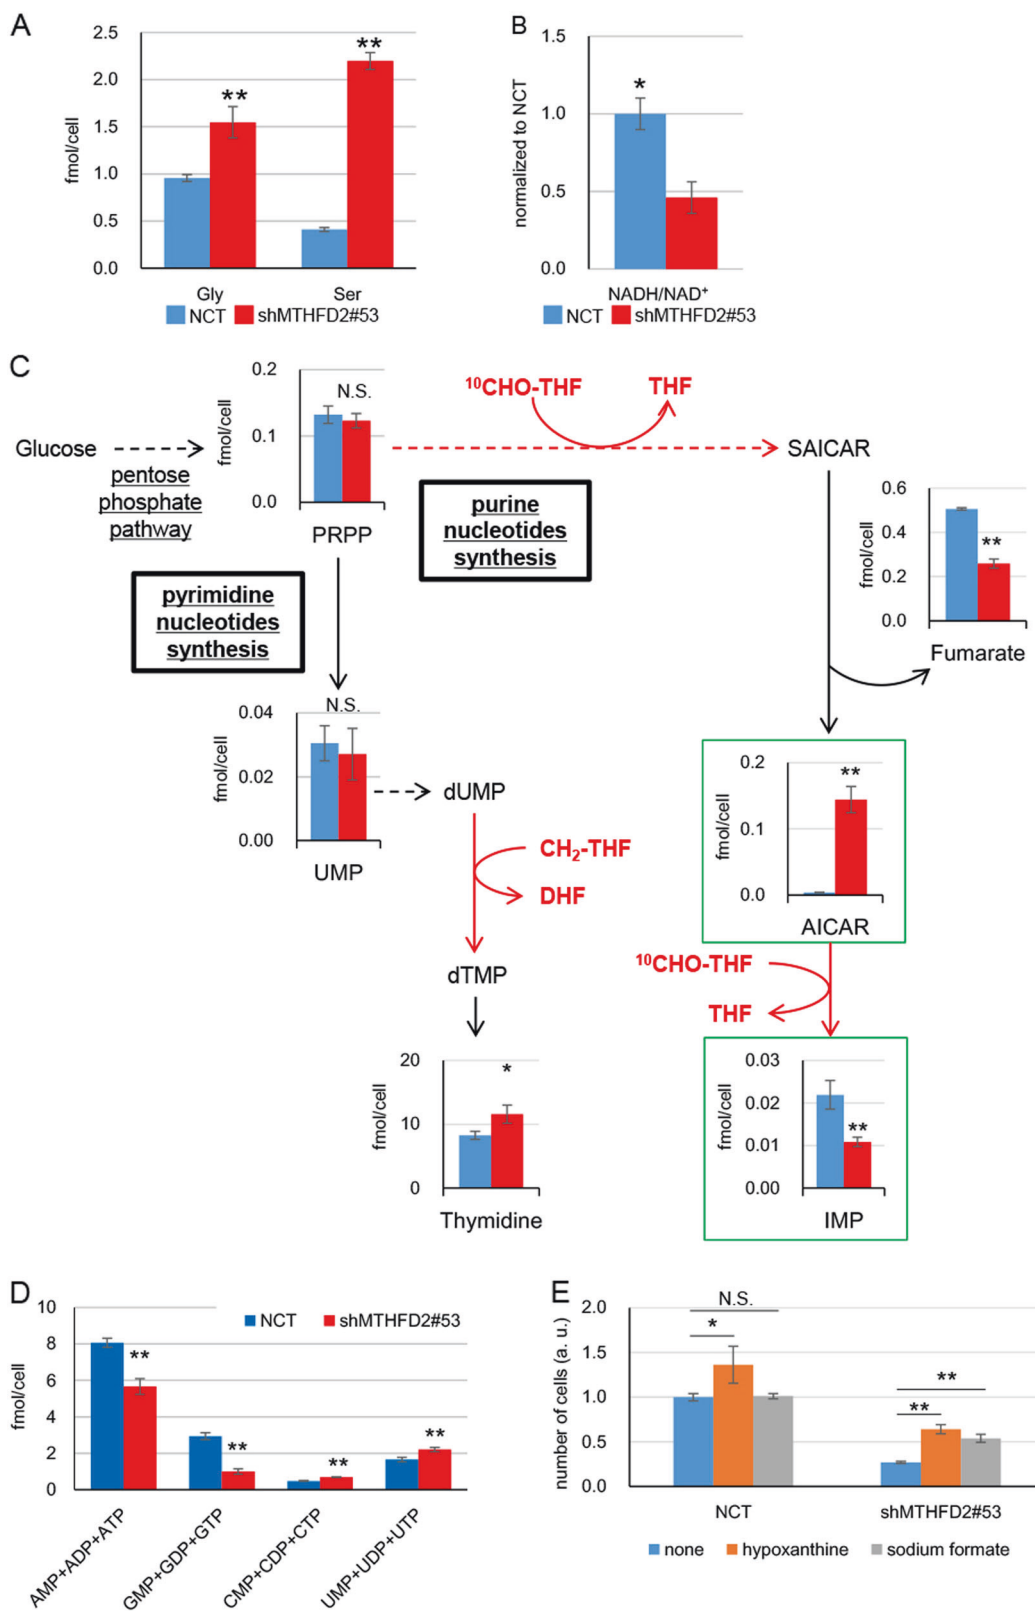 A
2.5
2.0
1.5
1.0
0.5
0.0
fmol/cell
**
**
Gly
Ser
NCT
shMTHFD2#53
B
1.5
1.0
0.5
0.0
normalized to NCT
*
NADH/NAD⁺
NCT
shMTHFD2#53
C
Glucose
pentose
phosphate
pathway
0.2
0.1
0.0
fmol/cell
N.S.
PRPP
¹⁰CHO-THF
THF
SAICAR
purine
nucleotides
synthesis
pyrimidine
nucleotides
synthesis
0.6
0.4
0.2
0.0
fmol/cell
**
Fumarate
0.04
0.02
0.00
fmol/cell
N.S.
UMP
dUMP
CH₂-THF
DHF
dTMP
0.2
0.1
0.0
fmol/cell
**
AICAR
¹⁰CHO-THF
THF
20
10
0
fmol/cell
*
Thymidine
0.03
0.02
0.01
0.00
fmol/cell
**
IMP
D
10
8
6
4
2
0
fmol/cell
NCT
shMTHFD2#53
**
**
**
**
AMP+ADP+ATP
GMP+GDP+GTP
CMP+CDP+CTP
UMP+UDP+UTP
E
2.0
1.5
1.0
0.5
0.0
number of cells (a. u.)
N.S.
*
**
**
NCT
shMTHFD2#53
none
hypoxanthine
sodium formate